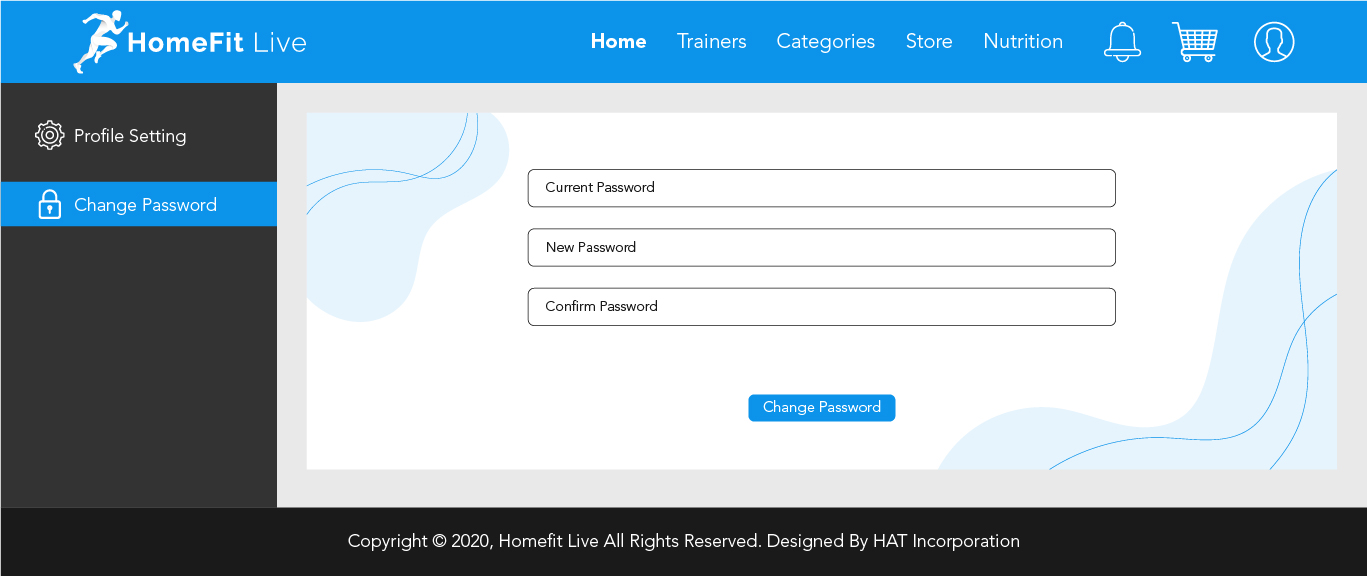 HomeFit Live
Home Trainers Categories Store Nutrition
Profile Setting
Change Password
Current Password
New Password
Confirm Password
Change Password
Copyright © 2020, Homefit Live All Rights Reserved. Designed By HAT Incorporation